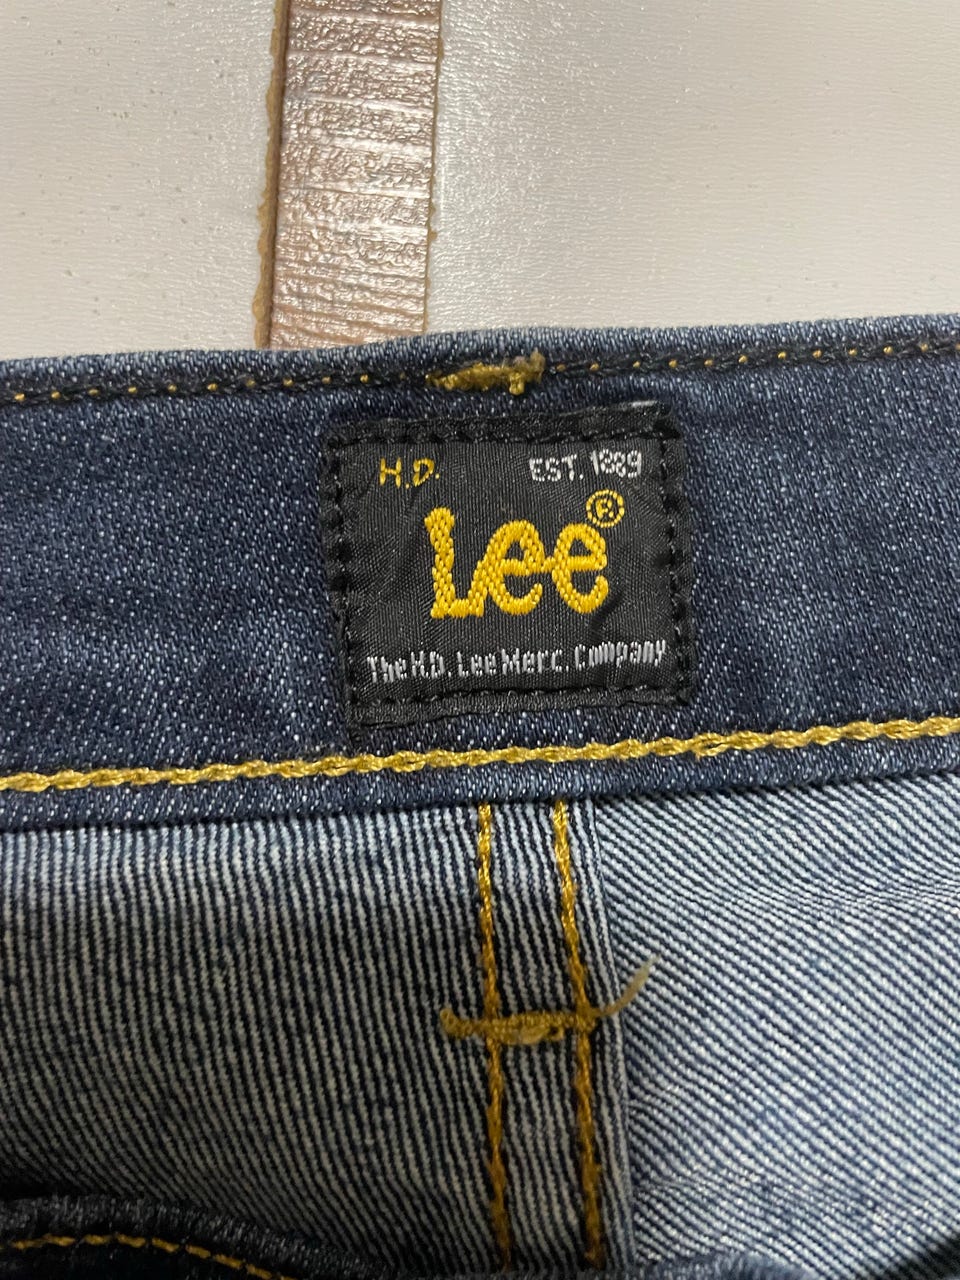 H.D. EST. 1889
Lee®
The H.D. Lee Merc. Company